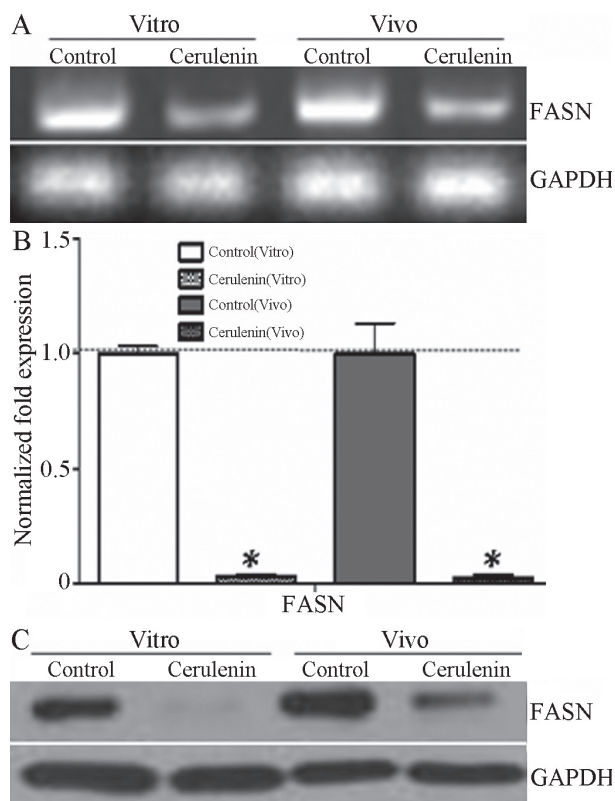 A
Vitro Vivo
Control Cerulenin Control Cerulenin
FASN
GAPDH
B
1.5
Control(Vitro)
Cerulenin(Vitro)
Control(Vivo)
Cerulenin(Vivo)
Normalized fold expression
1.0
0.5
* *
0
FASN
C
Vitro Vivo
Control Cerulenin Control Cerulenin
FASN
GAPDH